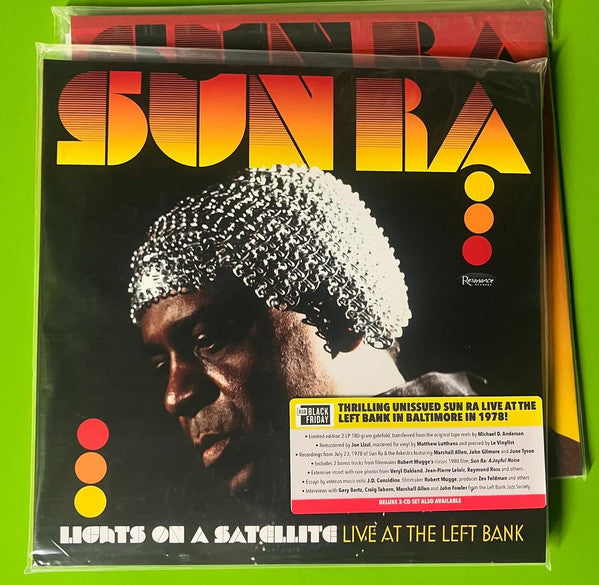 SUN RA
SUN RA
Resonance
RECORDS
RSD BLACK FRIDAY
THRILLING UNISSUED SUN RA LIVE AT THE
LEFT BANK IN BALTIMORE IN 1978!
• Limited edition 2 LP 180-gram-gatefold, transferred from the original tape reels by Michael D. Anderson
• Remastered by Joe Lizzi, mastered for vinyl by Matthew Lutthans and pressed by Le Vinylist
• Recordings from July 23, 1978 of Sun Ra & the Arkestra featuring Marshall Allen, John Gilmore and June Tyson
• Includes 2 bonus tracks from filmmaker Robert Mugge's classic 1980 film, Sun Ra: A Joyful Noise
• Extensive insert with rare photos from Veryl Oakland, Jean-Pierre Leloir, Raymond Ross and others.
• Essays by veteran music critic J.D. Considine, filmmaker Robert Mugge, producer Zev Feldman and others
• Interviews with Gary Bartz, Craig Taborn, Marshall Allen and John Fowler from the Left Bank Jazz Society
DELUXE 2-CD SET ALSO AVAILABLE
LIGHTS ON A SATELLITE LIVE AT THE LEFT BANK